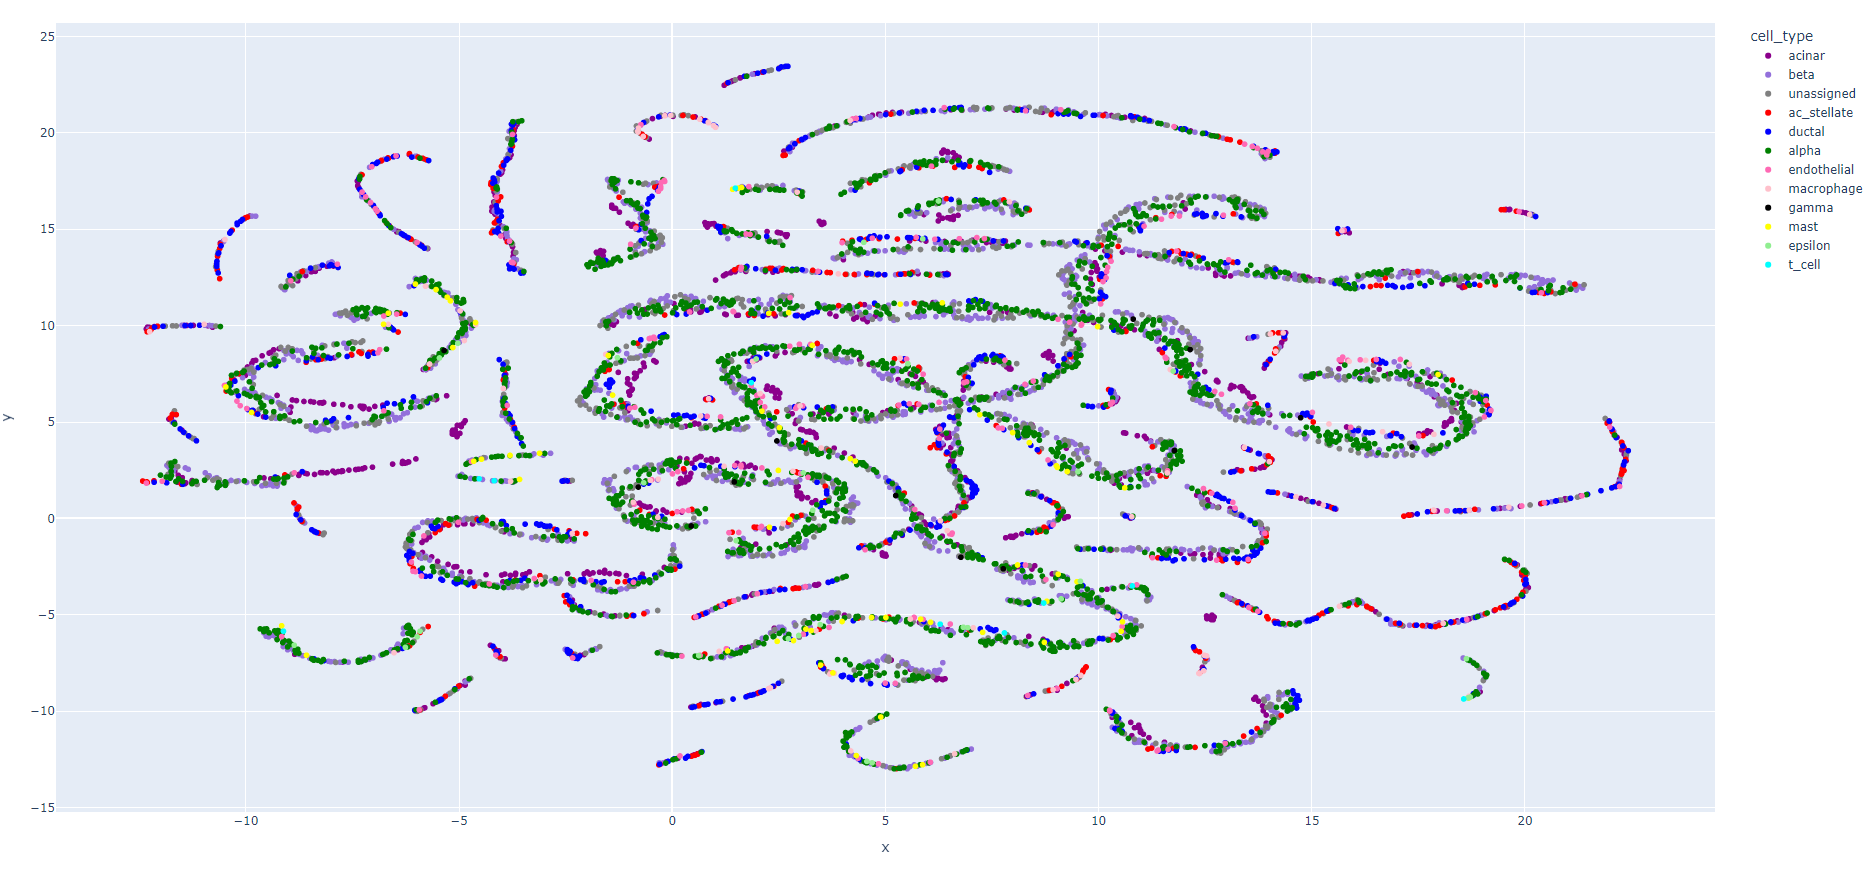 cell_type
acinar
beta
unassigned
ac_stellate
ductal
alpha
endothelial
macrophage
gamma
mast
epsilon
t_cell
25
20
15
10
5
0
−5
−10
−15
y
−10 −5 0 5 10 15 20
x